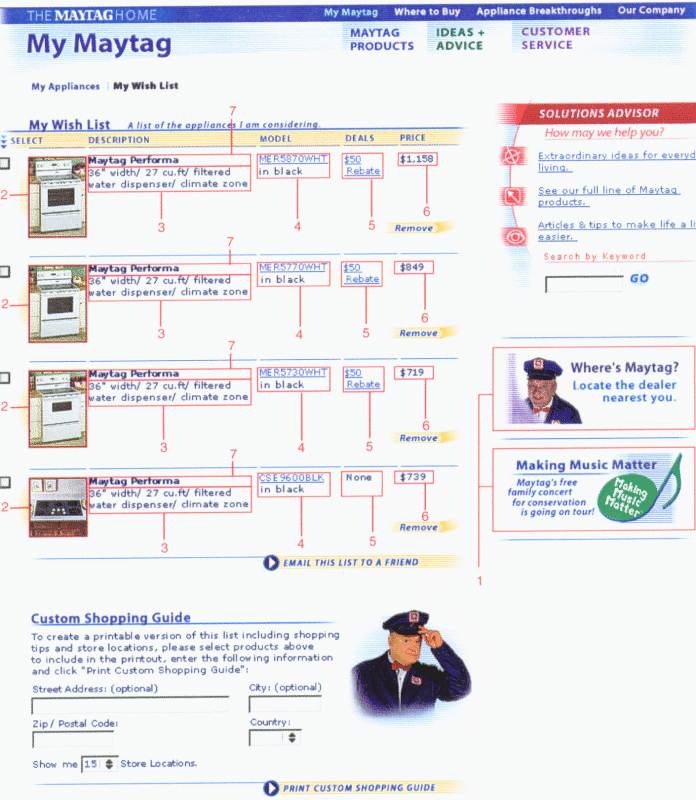 THE MAYTAG HOME
My Maytag Where to Buy Appliance Breakthroughs Our Company
My Maytag
MAYTAG PRODUCTS
IDEAS + ADVICE
CUSTOMER SERVICE
My Appliances My Wish List
7
My Wish List A list of the appliances I am considering.
SELECT DESCRIPTION MODEL DEALS PRICE
Maytag Performa
36" width/ 27 cu.ft/ filtered
water dispenser/ climate zone
MER5870WHT
in black
$50
Rebate
$1,158
2
3
4
5
6
Remove
7
Maytag Performa
36" width/ 27 cu.ft/ filtered
water dispenser/ climate zone
MER5770WHT
in black
$50
Rebate
$849
2
3
4
5
6
Remove
7
Maytag Performa
36" width/ 27 cu.ft/ filtered
water dispenser/ climate zone
MER5730WHT
in black
$50
Rebate
$719
2
3
4
5
6
Remove
7
Maytag Performa
36" width/ 27 cu.ft/ filtered
water dispenser/ climate zone
CSE9600BLK
in black
None
$739
2
3
4
5
6
Remove
EMAIL THIS LIST TO A FRIEND
SOLUTIONS ADVISOR
How may we help you?
Extraordinary ideas for everyd
living.
See our full line of Maytag
products.
Articles & tips to make life a li
easier.
Search by Keyword
GO
Where's Maytag?
Locate the dealer
nearest you.
Making Music Matter
Maytag's free
family concert
for conservation
is going on tour!
Making
Music
Matter
1
Custom Shopping Guide
To create a printable version of this list including shopping
tips and store locations, please select products above
to include in the printout, enter the following information
and click "Print Custom Shopping Guide":
Street Address: (optional) City: (optional)
Zip / Postal Code: Country:
Show me 15 Store Locations.
PRINT CUSTOM SHOPPING GUIDE